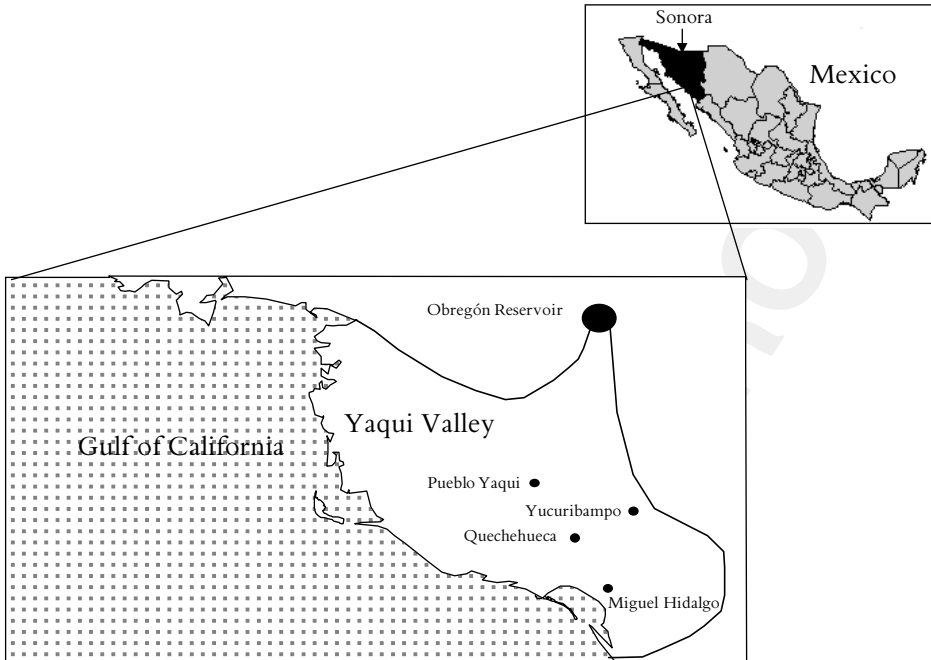 Sonora
Mexico
Obregón Reservoir
Yaqui Valley
Gulf of California
Pueblo Yaqui
Yucuribampo
Quechehueca
Miguel Hidalgo